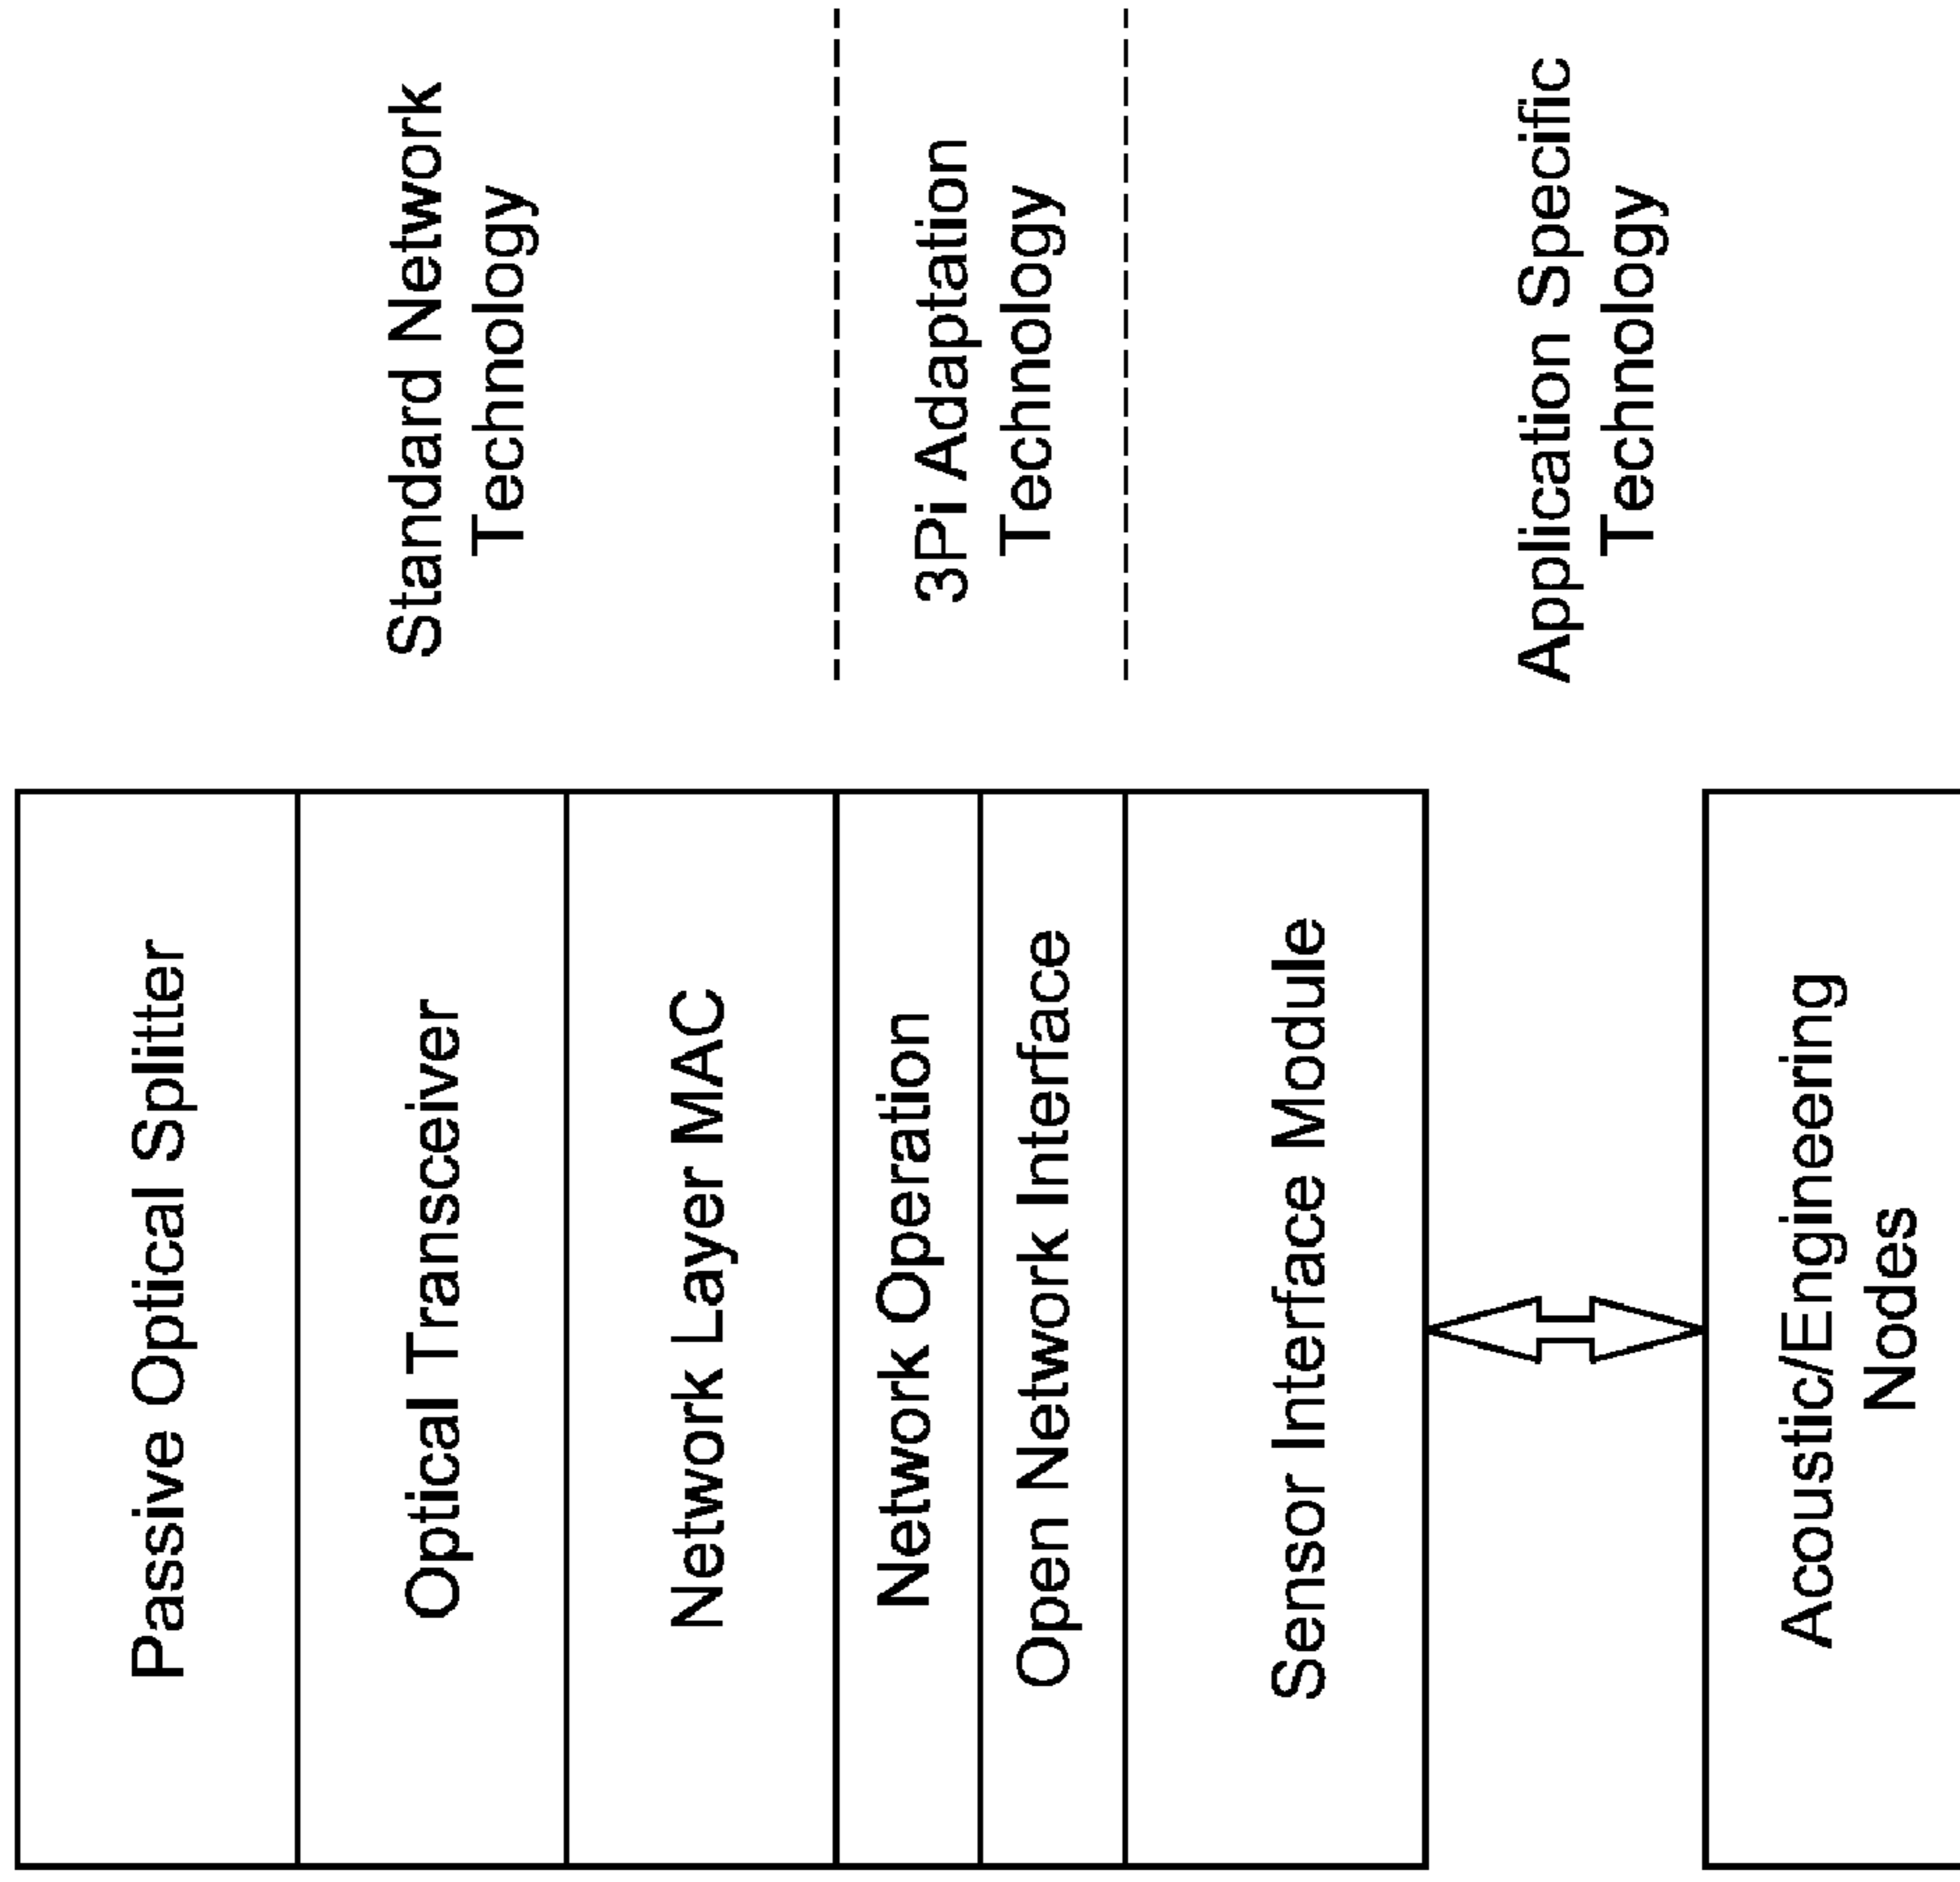 Passive Optical Splitter
Optical Transceiver
Network Layer MAC
Network Operation
Open Network Interface
Sensor Interface Module
Acoustic/Engineering
Nodes
Standard Network
Technology
3Pi Adaptation
Technology
Application Specific
Technology